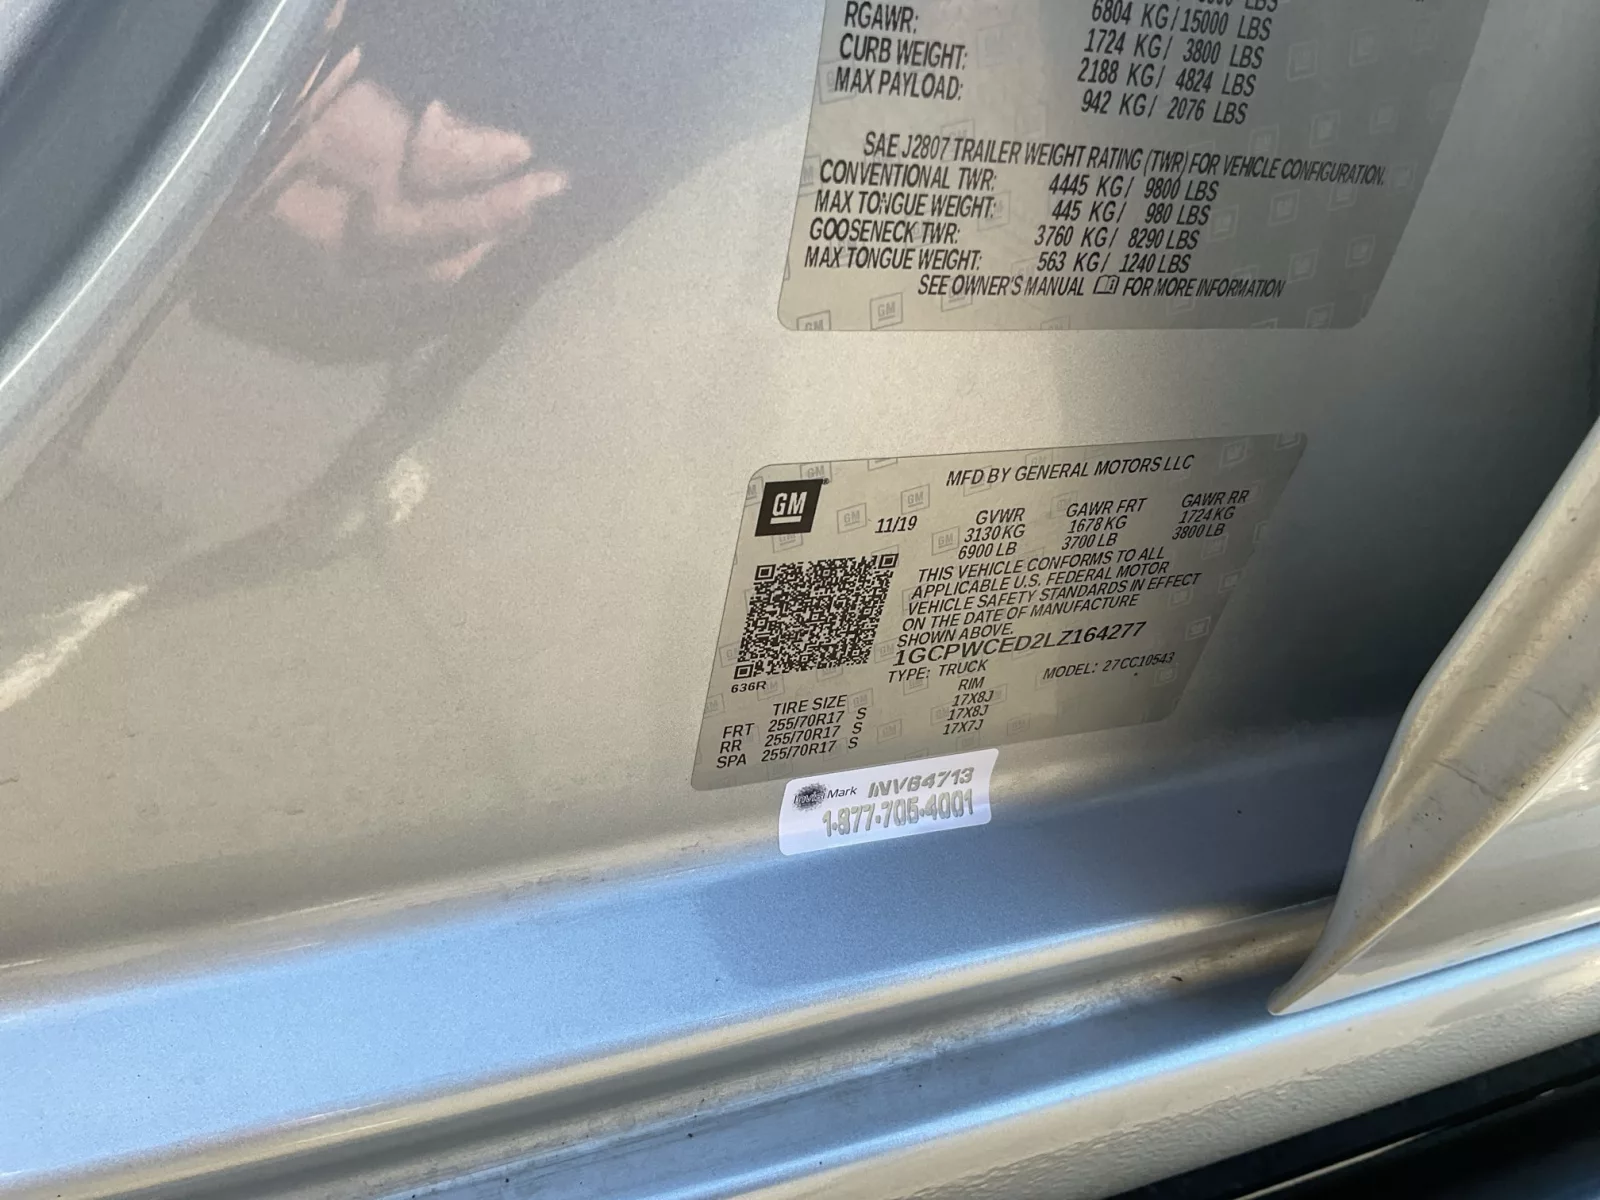 RGAWR: 6804 KG/15000 LBS
CURB WEIGHT: 1724 KG/ 3800 LBS
MAX PAYLOAD: 2188 KG/ 4824 LBS
942 KG/ 2076 LBS
SAE J2807 TRAILER WEIGHT RATING (TWR) FOR VEHICLE CONFIGURATION.
CONVENTIONAL TWR: 4445 KG/ 9800 LBS
MAX TONGUE WEIGHT: 445 KG/ 980 LBS
GOOSENECK TWR: 3760 KG/ 8290 LBS
MAX TONGUE WEIGHT: 563 KG/ 1240 LBS
SEE OWNER'S MANUAL FOR MORE INFORMATION
MFD BY GENERAL MOTORS LLC
GM
11/19
GVWR GAWR FRT GAWR RR
3130 KG 1678 KG 1724 KG
6900 LB 3700 LB 3800 LB
THIS VEHICLE CONFORMS TO ALL
APPLICABLE U.S. FEDERAL MOTOR
VEHICLE SAFETY STANDARDS IN EFFECT
ON THE DATE OF MANUFACTURE
SHOWN ABOVE.
1GCPWCED2LZ164277
TYPE: TRUCK MODEL: 27CC10543
636R
TIRE SIZE RIM
FRT 255/70R17 S 17X8J
RR 255/70R17 S 17X8J
SPA 255/70R17 S 17X7J
Mark INV64713
1-877-705-4001